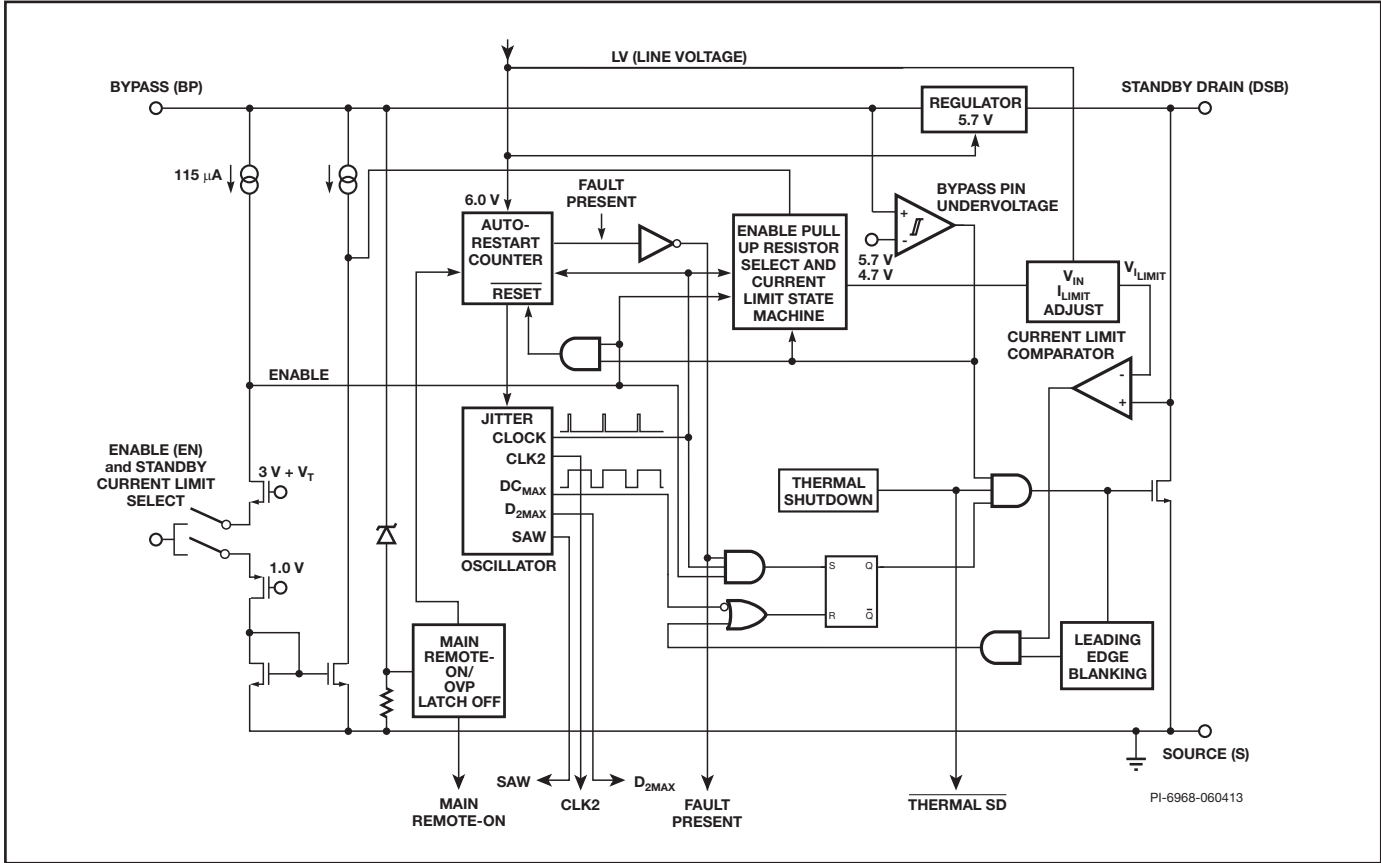 LV (LINE VOLTAGE)
BYPASS (BP)
STANDBY DRAIN (DSB)
REGULATOR
5.7 V
115 μA
6.0 V
FAULT
PRESENT
BYPASS PIN
UNDERVOLTAGE
AUTO-
RESTART
COUNTER
RESET
ENABLE PULL
UP RESISTOR
SELECT AND
CURRENT
LIMIT STATE
MACHINE
+
-
5.7 V
4.7 V
VIN
ILIMIT
ADJUST
VILIMIT
CURRENT LIMIT
COMPARATOR
-
+
ENABLE
JITTER
CLOCK
CLK2
DCMAX
D2MAX
SAW
OSCILLATOR
ENABLE (EN)
and STANDBY
CURRENT LIMIT
SELECT
3 V + VT
1.0 V
THERMAL
SHUTDOWN
S
Q
R
Q̅
MAIN
REMOTE-
ON/
OVP
LATCH OFF
LEADING
EDGE
BLANKING
SOURCE (S)
SAW
D2MAX
MAIN
REMOTE-ON
CLK2
FAULT
PRESENT
THERMAL SD
PI-6968-060413